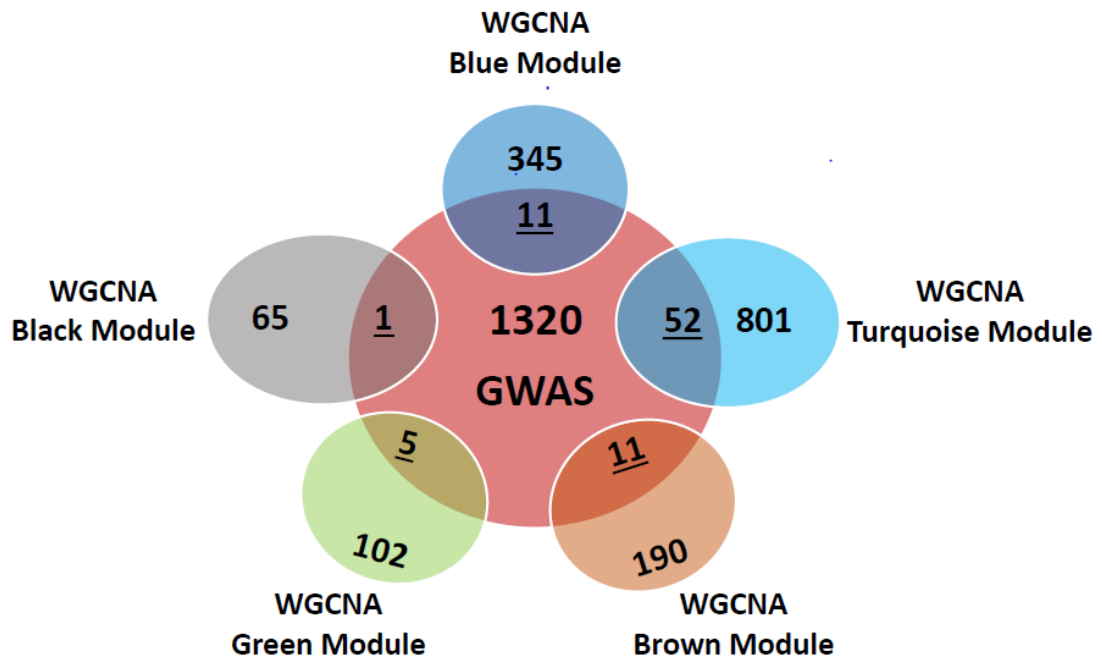 WGCNA
Blue Module
345
11
WGCNA
Black Module
65
1
1320
GWAS
52
801
WGCNA
Turquoise Module
5
102
11
190
WGCNA
Green Module
WGCNA
Brown Module